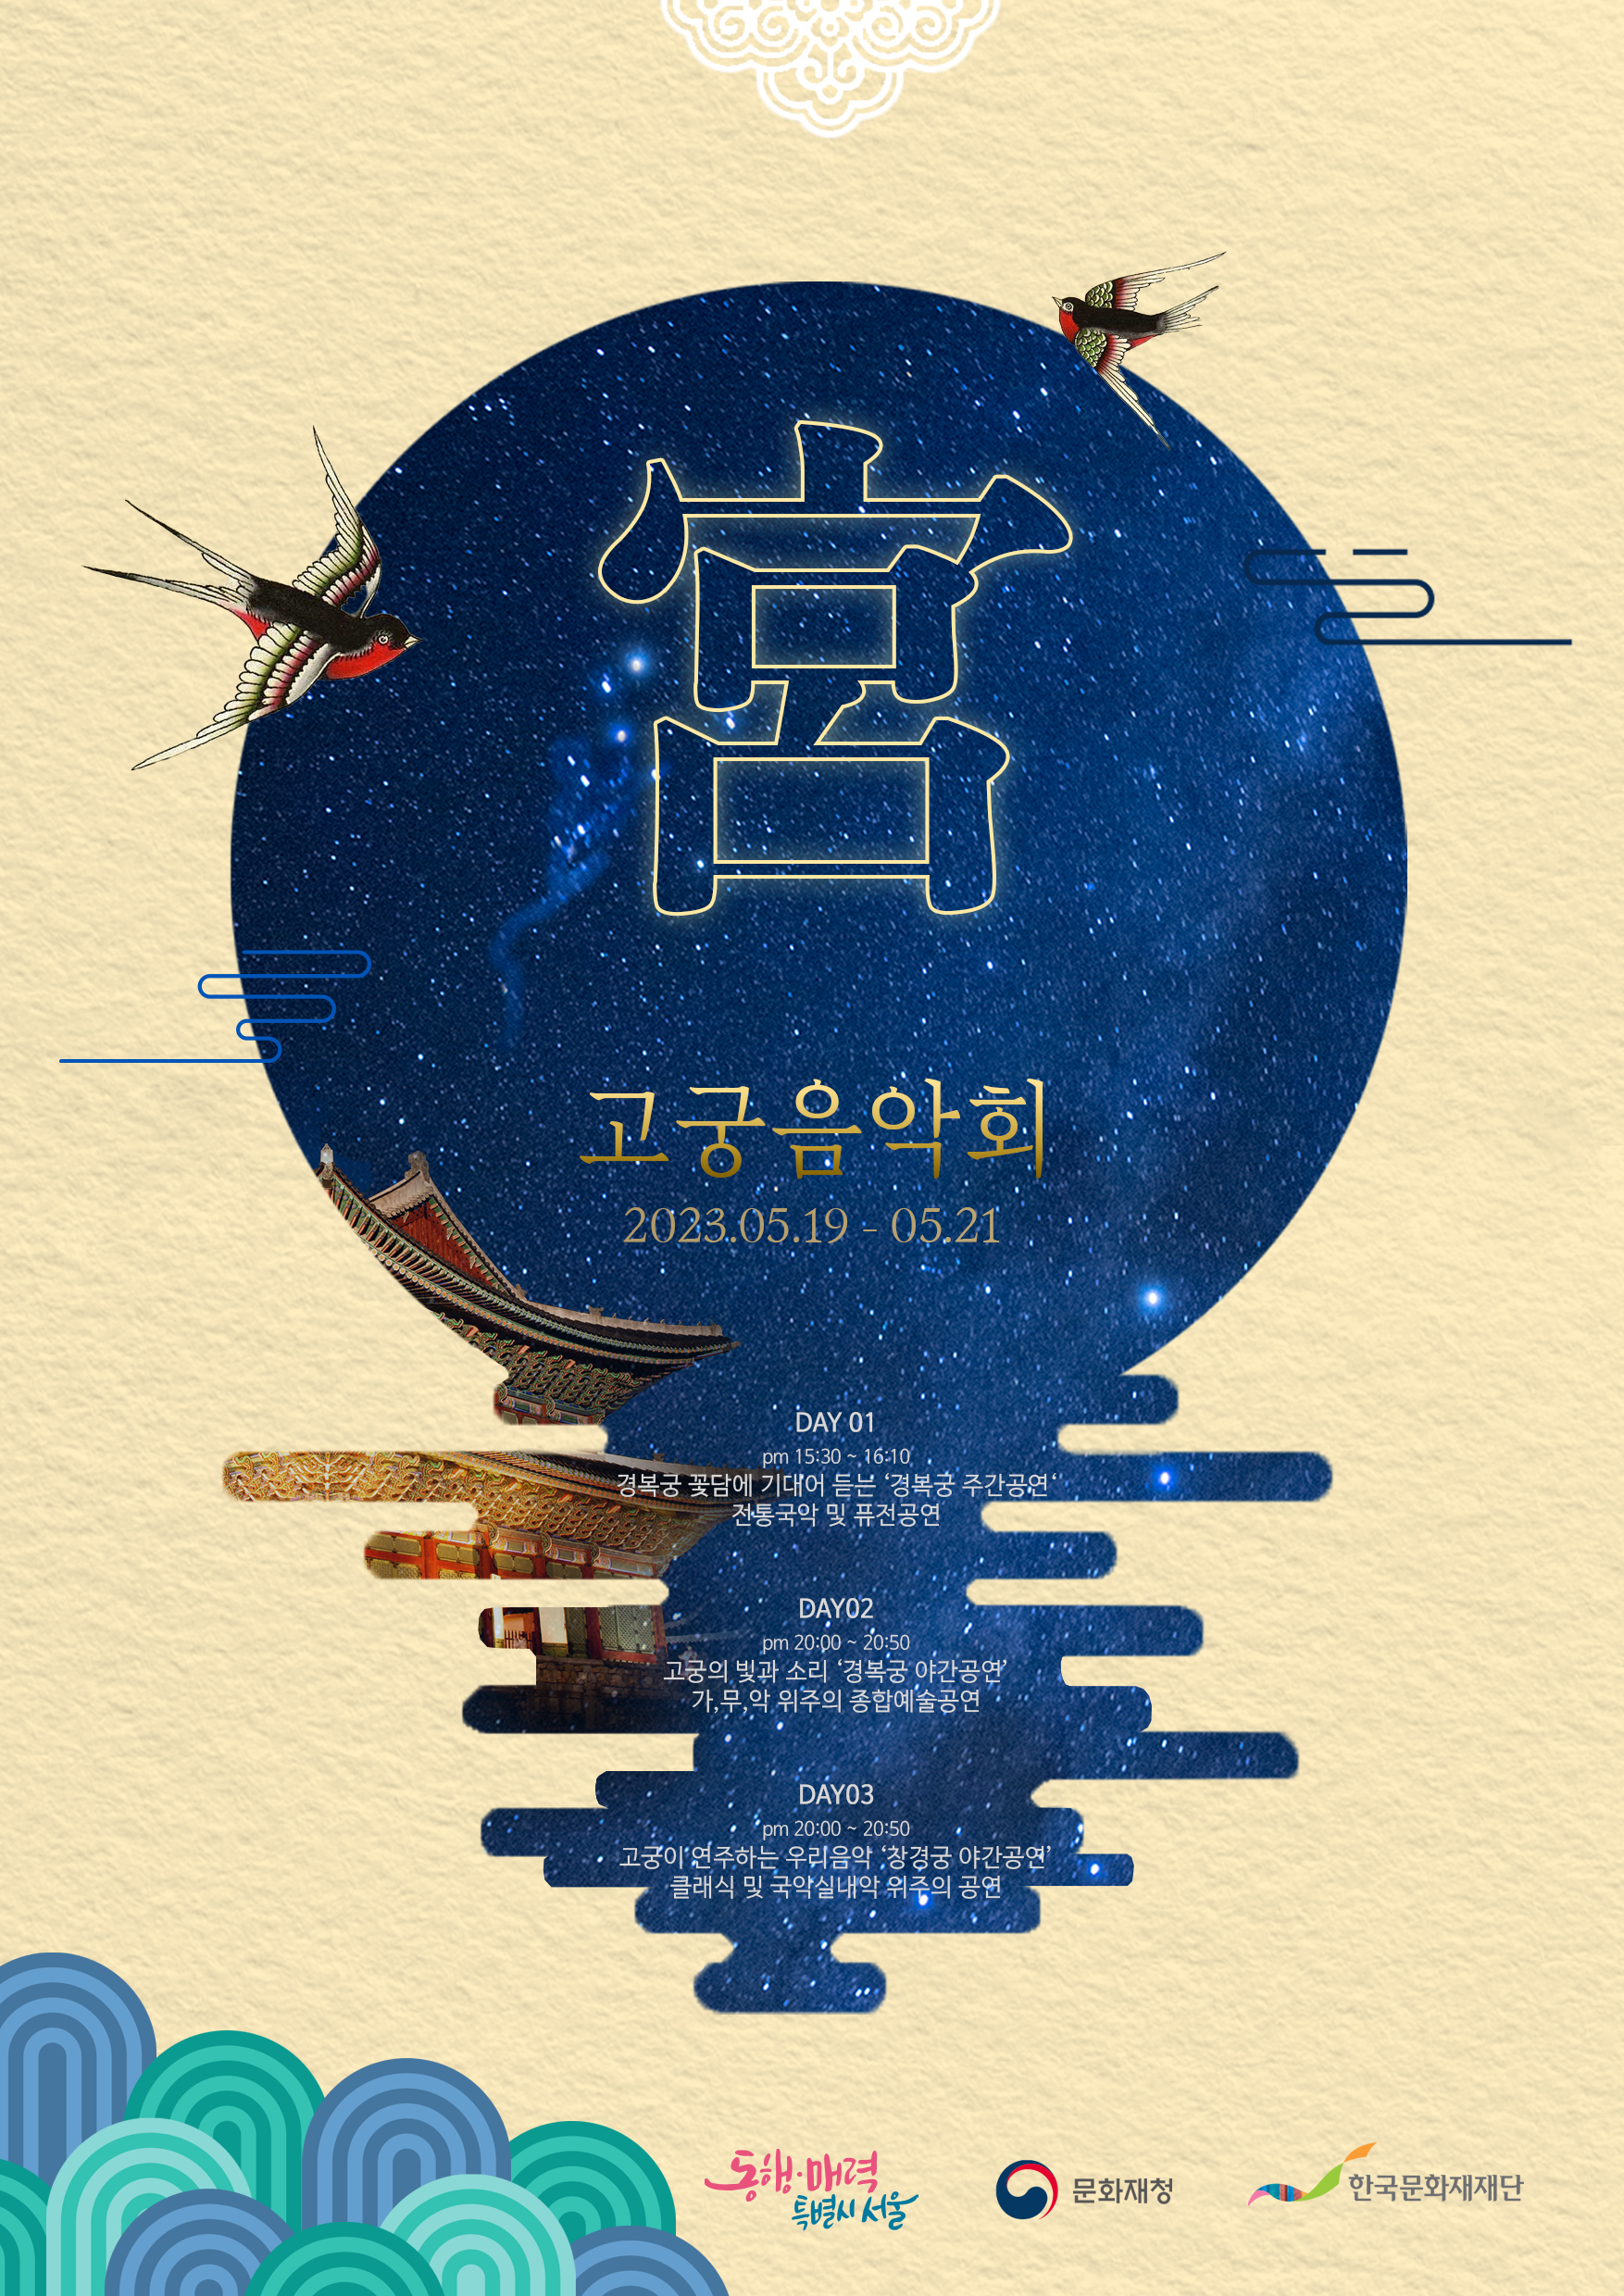 宮
고궁음악회
2023.05.19 - 05.21
DAY 01
pm 15:30 ~ 16:10
경복궁 꽃담에 기대어 듣는 ‘경복궁 주간공연‘
전통국악 및 퓨전공연
DAY02
pm 20:00 ~ 20:50
고궁의 빛과 소리 ‘경복궁 야간공연’
가,무,악 위주의 종합예술공연
DAY03
pm 20:00 ~ 20:50
고궁이 연주하는 우리음악 ‘창경궁 야간공연’
클래식 및 국악실내악 위주의 공연
동행·매력
특별시 서울
문화재청
한국문화재재단